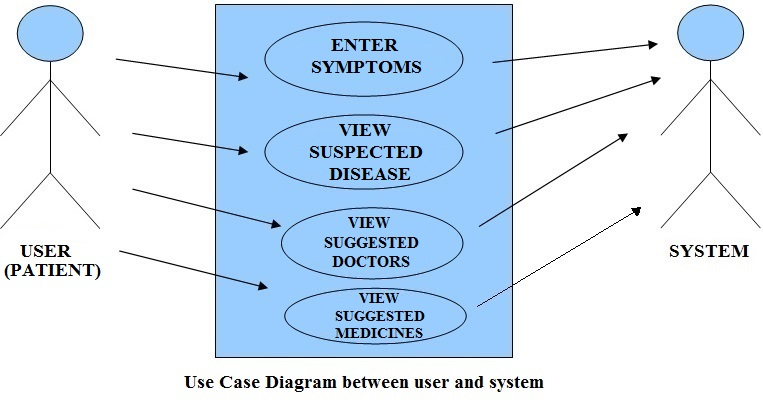 ENTER
SYMPTOMS
VIEW
SUSPECTED
DISEASE
VIEW
SUGGESTED
DOCTORS
VIEW
SUGGESTED
MEDICINES
USER
(PATIENT)
SYSTEM
Use Case Diagram between user and system